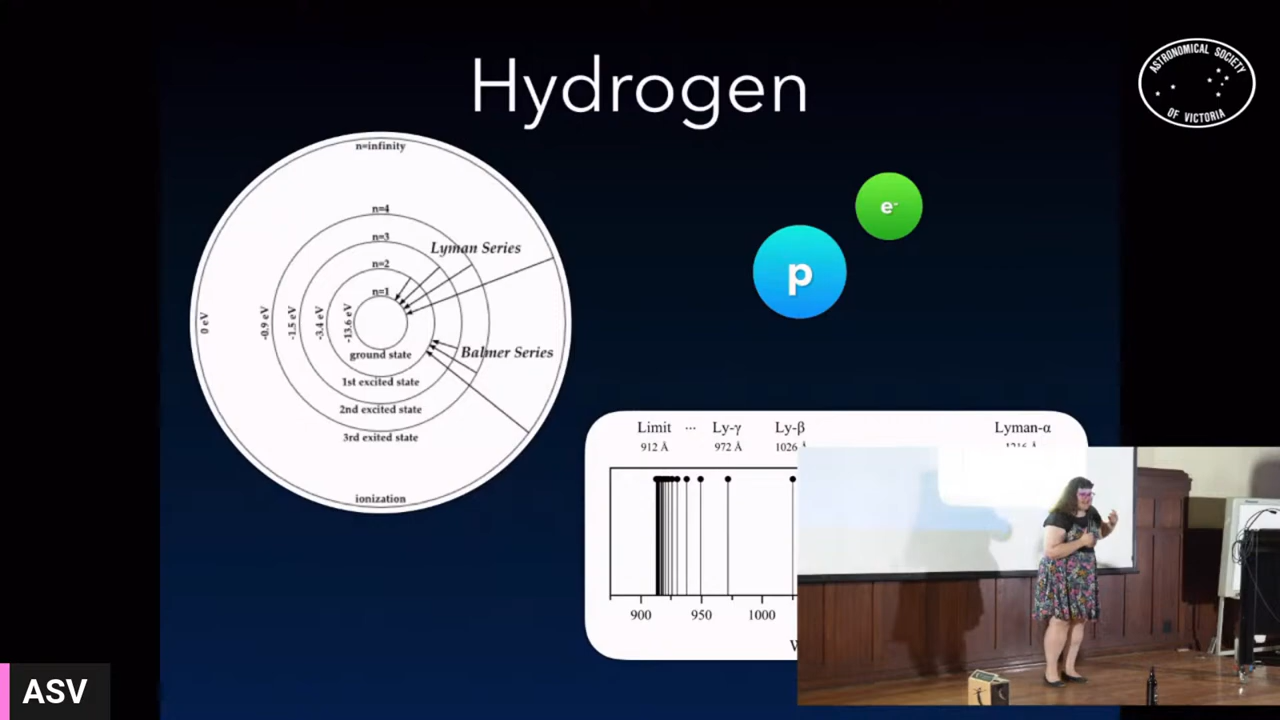 Hydrogen
ASTRONOMICAL SOCIETY
OF VICTORIA
n=infinity
n=4
n=3
Lyman Series
n=2
n=1
0 eV
-0.9 eV
-1.5 eV
-3.4 eV
-13.6 eV
ground state
Balmer Series
1st excited state
2nd excited state
3rd exited state
ionization
e-
p
Limit ... Ly-γ Ly-β Lyman-α
912 Å 972 Å 1026 Å 1216 Å
900 950 1000
ASV